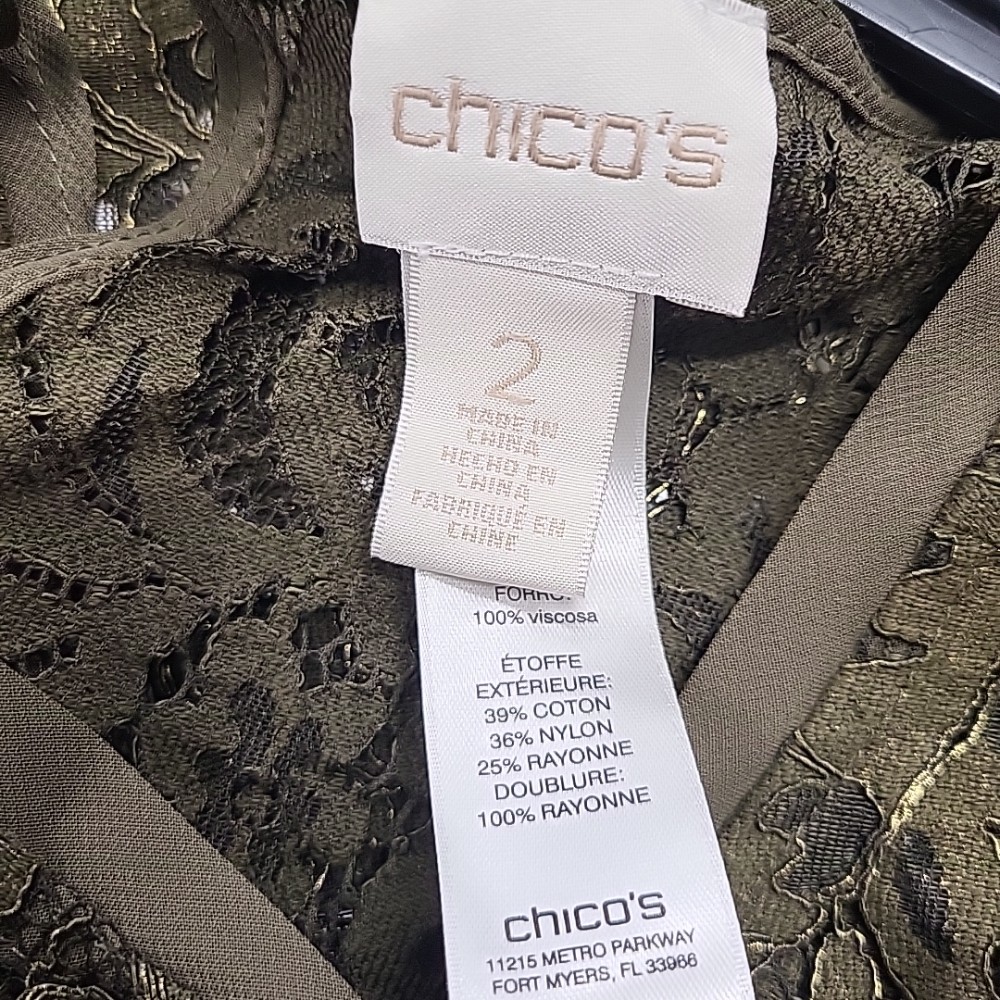 chico's
2
MADE IN
CHINA
HECHO EN
CHINA
FABRIQUÉ EN
CHINE
FORRO:
100% viscosa
ÉTOFFE
EXTÉRIEURE:
39% COTON
36% NYLON
25% RAYONNE
DOUBLURE:
100% RAYONNE
chico's
11215 METRO PARKWAY
FORT MYERS, FL 33966